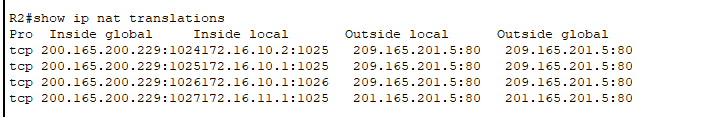 R2#show ip nat translations
Pro  Inside global     Inside local       Outside local      Outside global
tcp 200.165.200.229:1024172.16.10.2:1025   209.165.201.5:80   209.165.201.5:80
tcp 200.165.200.229:1025172.16.10.1:1025   209.165.201.5:80   209.165.201.5:80
tcp 200.165.200.229:1026172.16.10.1:1026   209.165.201.5:80   209.165.201.5:80
tcp 200.165.200.229:1027172.16.11.1:1025   201.165.201.5:80   201.165.201.5:80